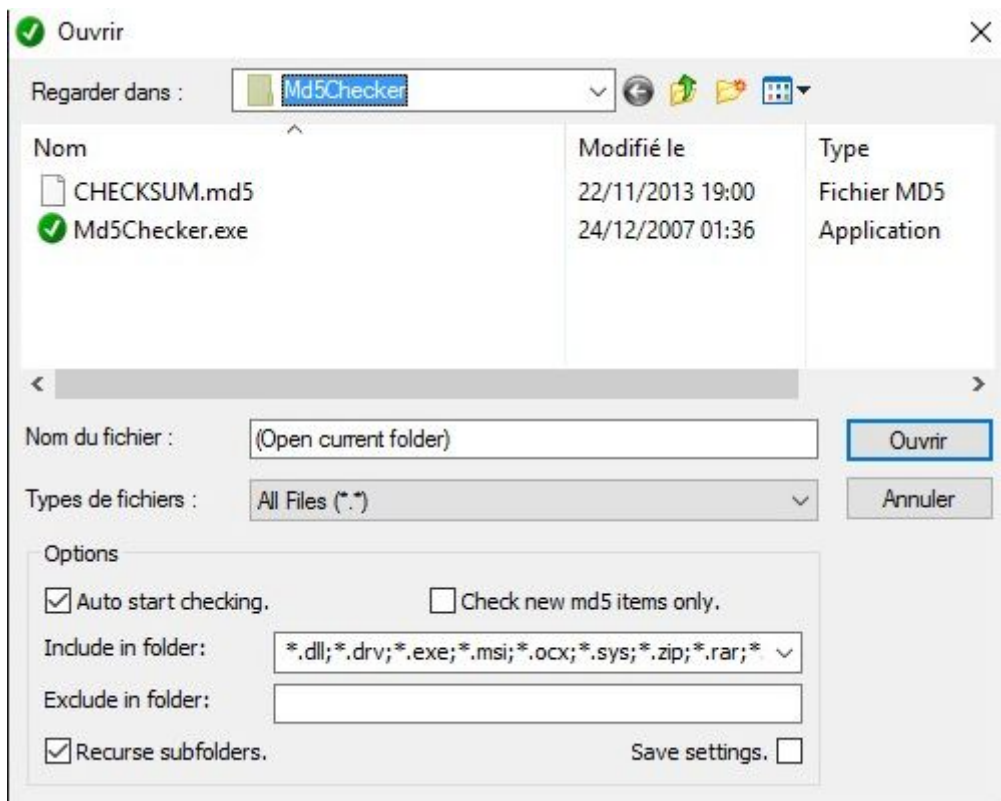 Ouvrir
Regarder dans : Md5Checker
Nom Modifié le Type
CHECKSUM.md5 22/11/2013 19:00 Fichier MD5
Md5Checker.exe 24/12/2007 01:36 Application
Nom du fichier : (Open current folder) Ouvrir
Types de fichiers : All Files (*.*) Annuler
Options
Auto start checking. Check new md5 items only.
Include in folder: *.dll;*.drv;*.exe;*.msi;*.ocx;*.sys;*.zip;*.rar;*.
Exclude in folder:
Recurse subfolders. Save settings.